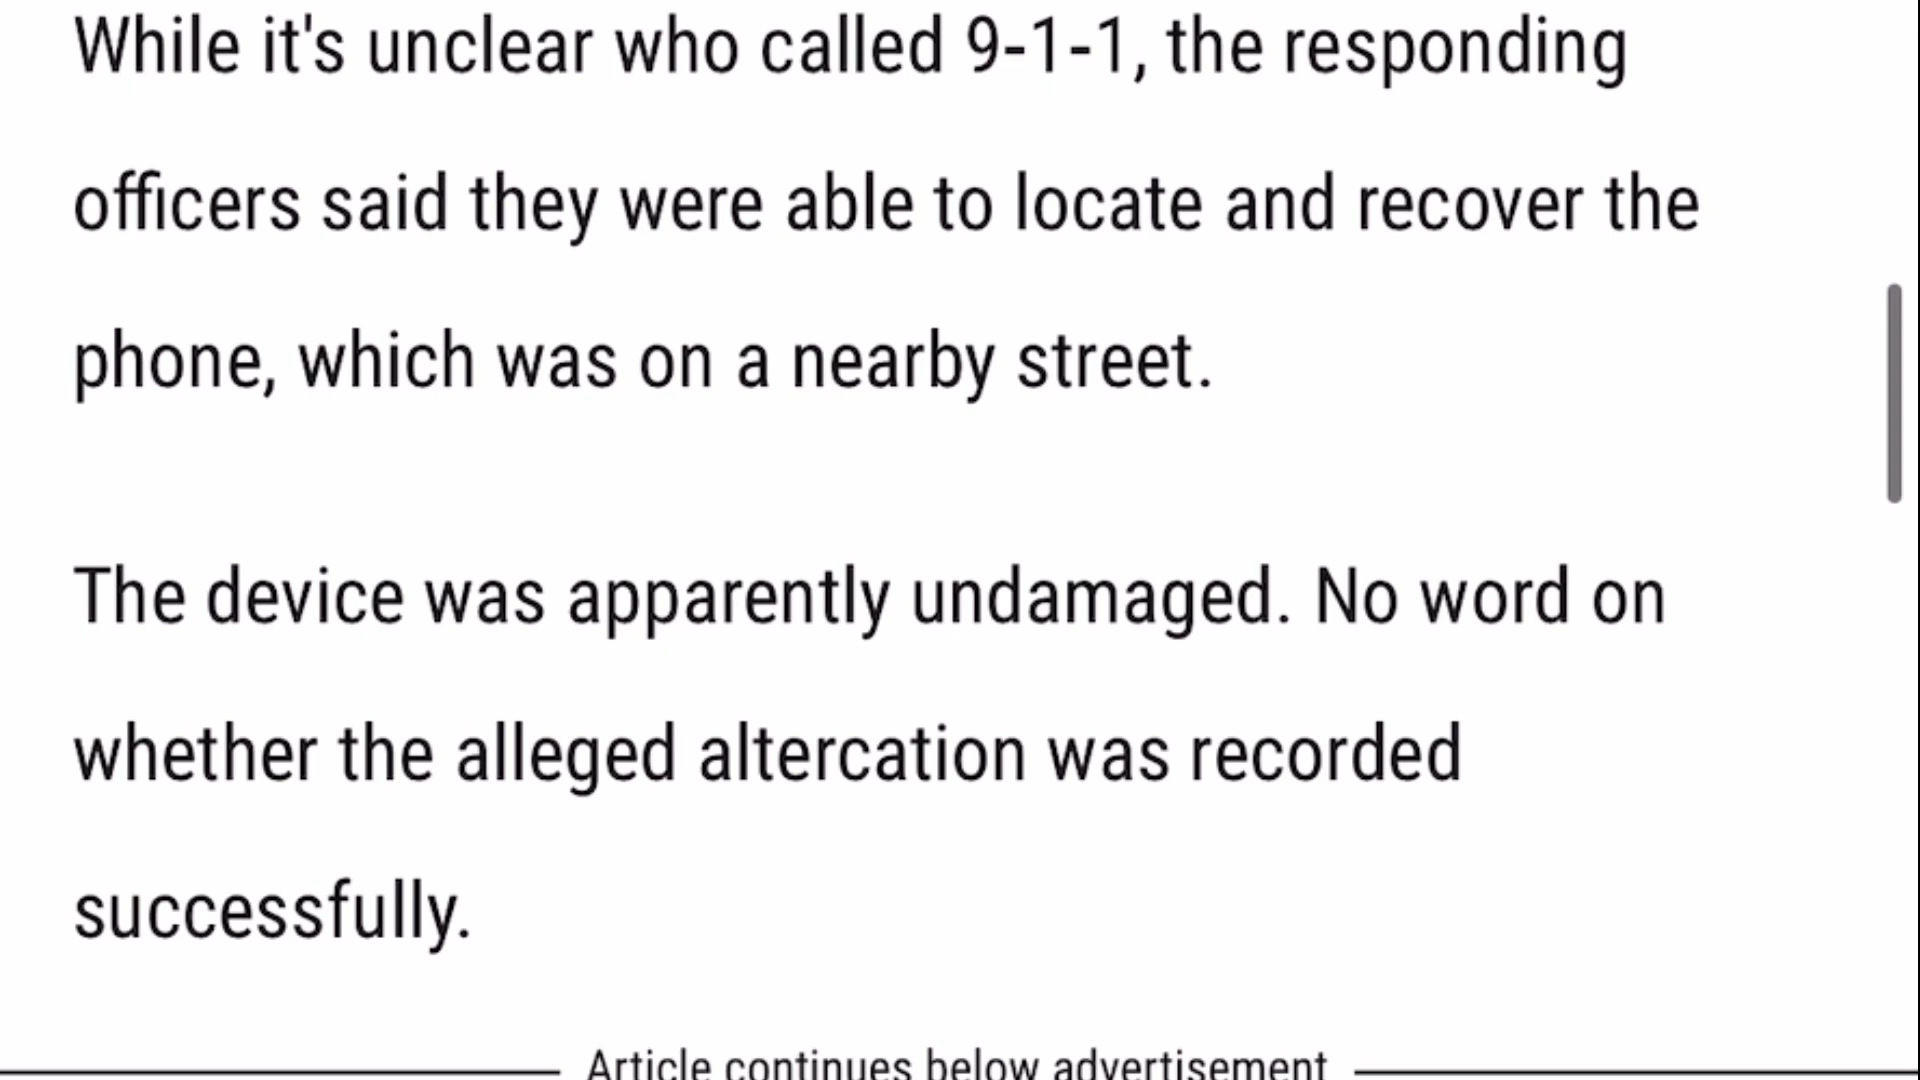 While it's unclear who called 9-1-1, the responding
officers said they were able to locate and recover the
phone, which was on a nearby street.
The device was apparently undamaged. No word on
whether the alleged altercation was recorded
successfully.
Article continues below advertisement